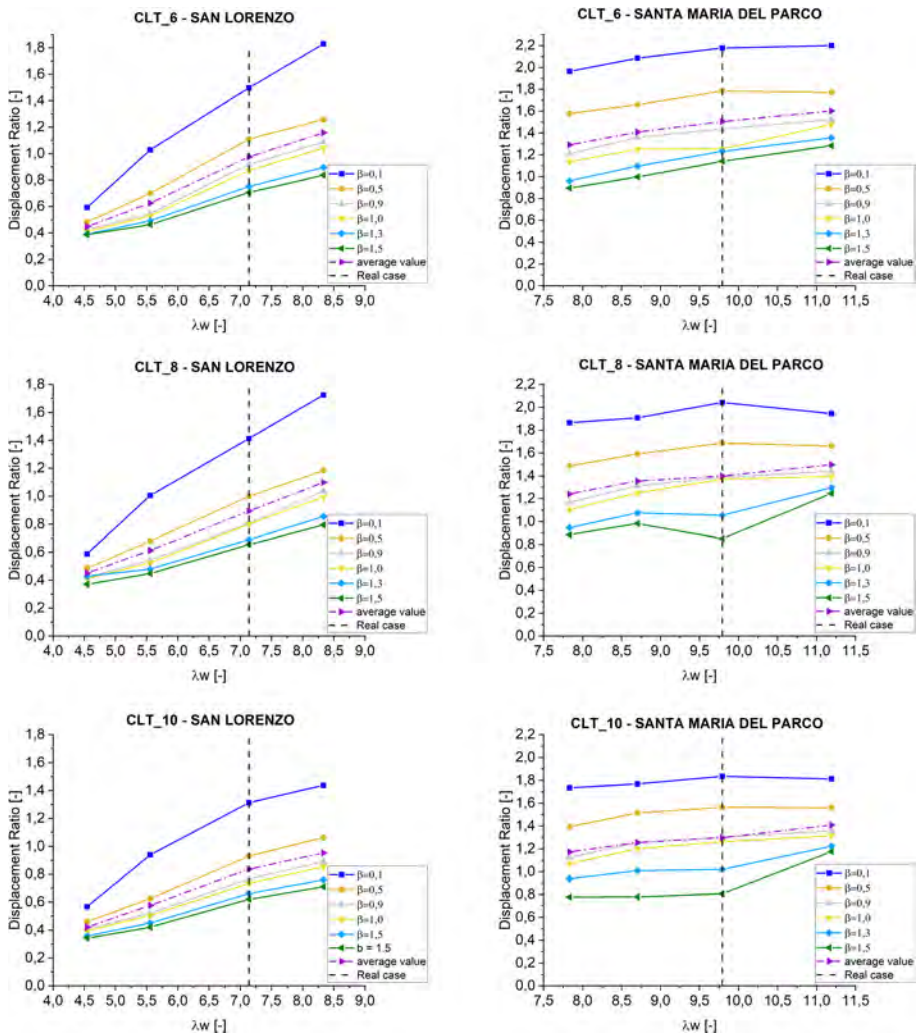 CLT_6 - SAN LORENZO
Displacement Ratio [-]
1,8
1,6
1,4
1,2
1,0
0,8
0,6
0,4
0,2
0,0
4,0 4,5 5,0 5,5 6,0 6,5 7,0 7,5 8,0 8,5 9,0
λw [-]
β=0,1
β=0,5
β=0,9
β=1,0
β=1,3
β=1,5
average value
Real case
CLT_6 - SANTA MARIA DEL PARCO
Displacement Ratio [-]
2,2
2,0
1,8
1,6
1,4
1,2
1,0
0,8
0,6
0,4
0,2
0,0
7,5 8,0 8,5 9,0 9,5 10,0 10,5 11,0 11,5
λw [-]
β=0,1
β=0,5
β=0,9
β=1,0
β=1,3
β=1,5
average value
Real case
CLT_8 - SAN LORENZO
Displacement Ratio [-]
1,8
1,6
1,4
1,2
1,0
0,8
0,6
0,4
0,2
0,0
4,0 4,5 5,0 5,5 6,0 6,5 7,0 7,5 8,0 8,5 9,0
λw [-]
β=0,1
β=0,5
β=0,9
β=1,0
β=1,3
β=1,5
average value
Real case
CLT_8 - SANTA MARIA DEL PARCO
Displacement Ratio [-]
2,2
2,0
1,8
1,6
1,4
1,2
1,0
0,8
0,6
0,4
0,2
0,0
7,5 8,0 8,5 9,0 9,5 10,0 10,5 11,0 11,5
λw [-]
β=0,1
β=0,5
β=0,9
β=1,0
β=1,3
β=1,5
average value
Real case
CLT_10 - SAN LORENZO
Displacement Ratio [-]
1,8
1,6
1,4
1,2
1,0
0,8
0,6
0,4
0,2
0,0
4,0 4,5 5,0 5,5 6,0 6,5 7,0 7,5 8,0 8,5 9,0
λw [-]
β=0,1
β=0,5
β=0,9
β=1,0
β=1,5
b = 1.5
average value
Real case
CLT_10 - SANTA MARIA DEL PARCO
Displacement Ratio [-]
2,2
2,0
1,8
1,6
1,4
1,2
1,0
0,8
0,6
0,4
0,2
0,0
7,5 8,0 8,5 9,0 9,5 10,0 10,5 11,0 11,5
λw [-]
β=0,1
β=0,5
β=0,9
β=1,0
β=1,3
β=1,5
average value
Real case